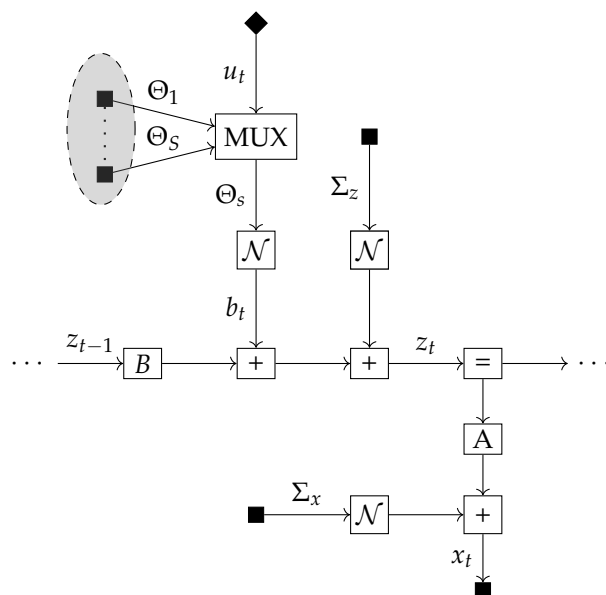 u_t
Θ_1
MUX
Θ_S
Σ_z
Θ_s
𝒩 𝒩
b_t
··· z_{t−1} B + + z_t = ···
A
Σ_x 𝒩 +
x_t